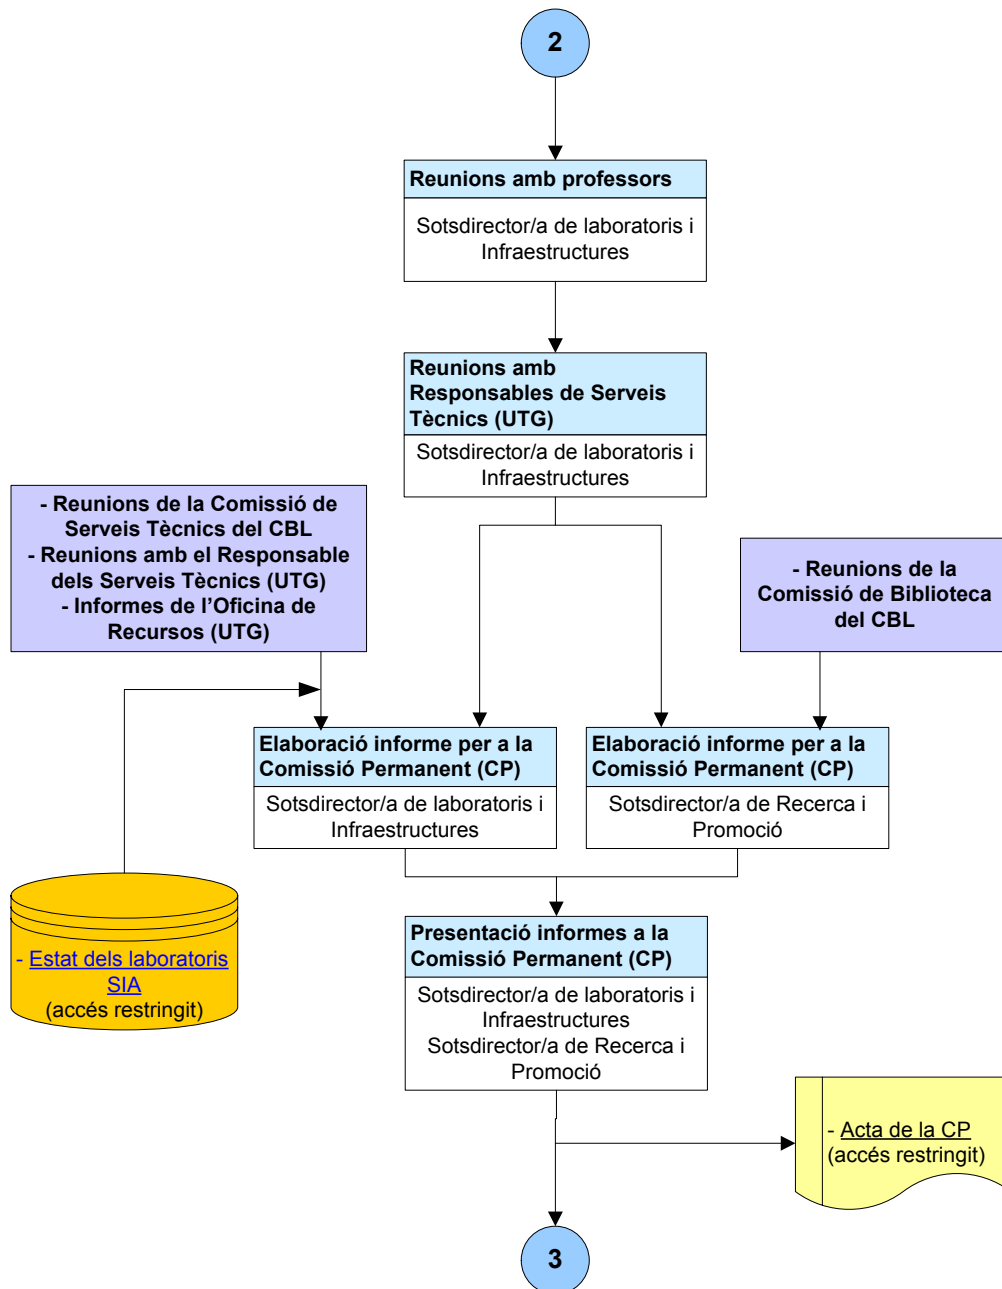 2
Reunions amb professors
Sotsdirector/a de laboratoris i
Infraestructures
Reunions amb
Responsables de Serveis
Tècnics (UTG)
Sotsdirector/a de laboratoris i
Infraestructures
- Reunions de la Comissió de
Serveis Tècnics del CBL
- Reunions amb el Responsable
dels Serveis Tècnics (UTG)
- Informes de l’Oficina de
Recursos (UTG)
- Reunions de la
Comissió de Biblioteca
del CBL
Elaboració informe per a la
Comissió Permanent (CP)
Sotsdirector/a de laboratoris i
Infraestructures
Elaboració informe per a la
Comissió Permanent (CP)
Sotsdirector/a de Recerca i
Promoció
- Estat dels laboratoris
SIA
(accés restringit)
Presentació informes a la
Comissió Permanent (CP)
Sotsdirector/a de laboratoris i
Infraestructures
Sotsdirector/a de Recerca i
Promoció
- Acta de la CP
(accés restringit)
3